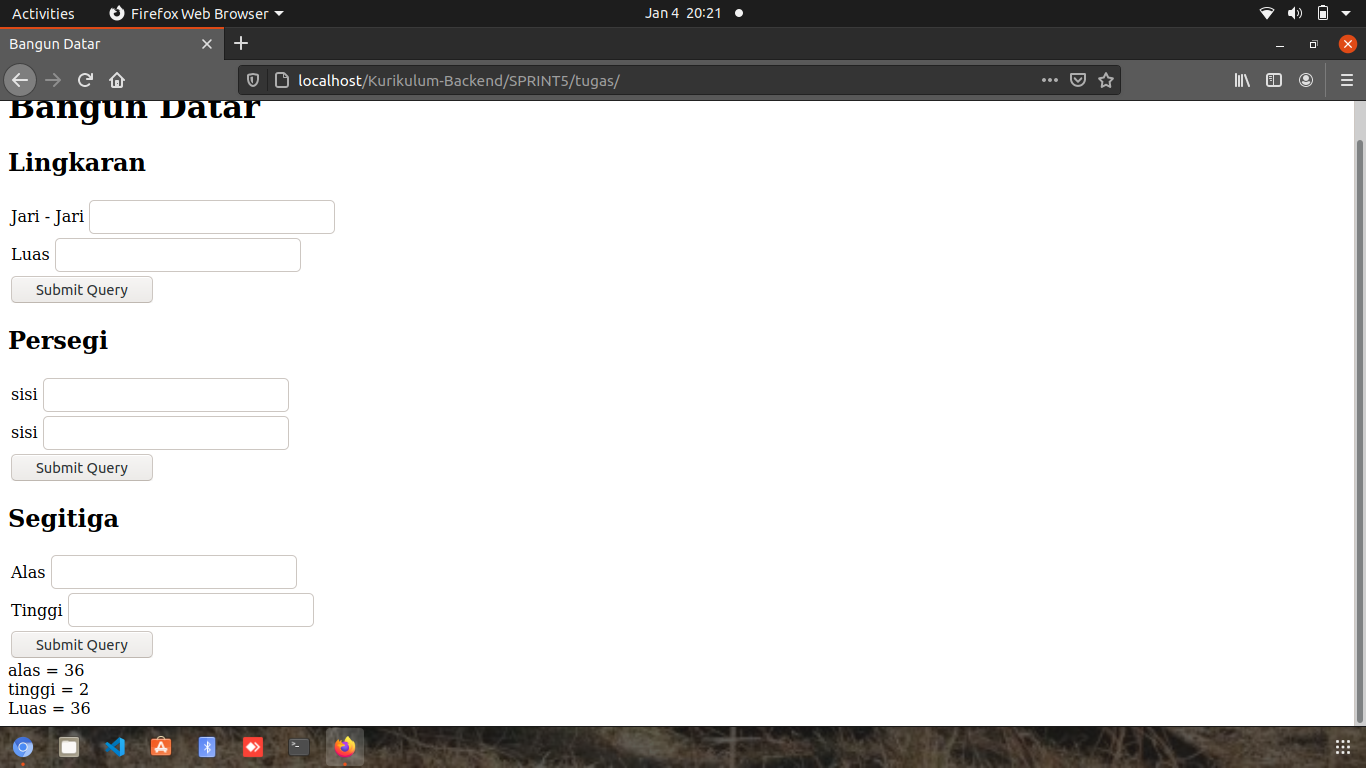 Activities Firefox Web Browser Jan 4 20:21
Bangun Datar
localhost/Kurikulum-Backend/SPRINT5/tugas/
Bangun Datar
Lingkaran
Jari - Jari
Luas
Submit Query
Persegi
sisi
sisi
Submit Query
Segitiga
Alas
Tinggi
Submit Query
alas = 36
tinggi = 2
Luas = 36